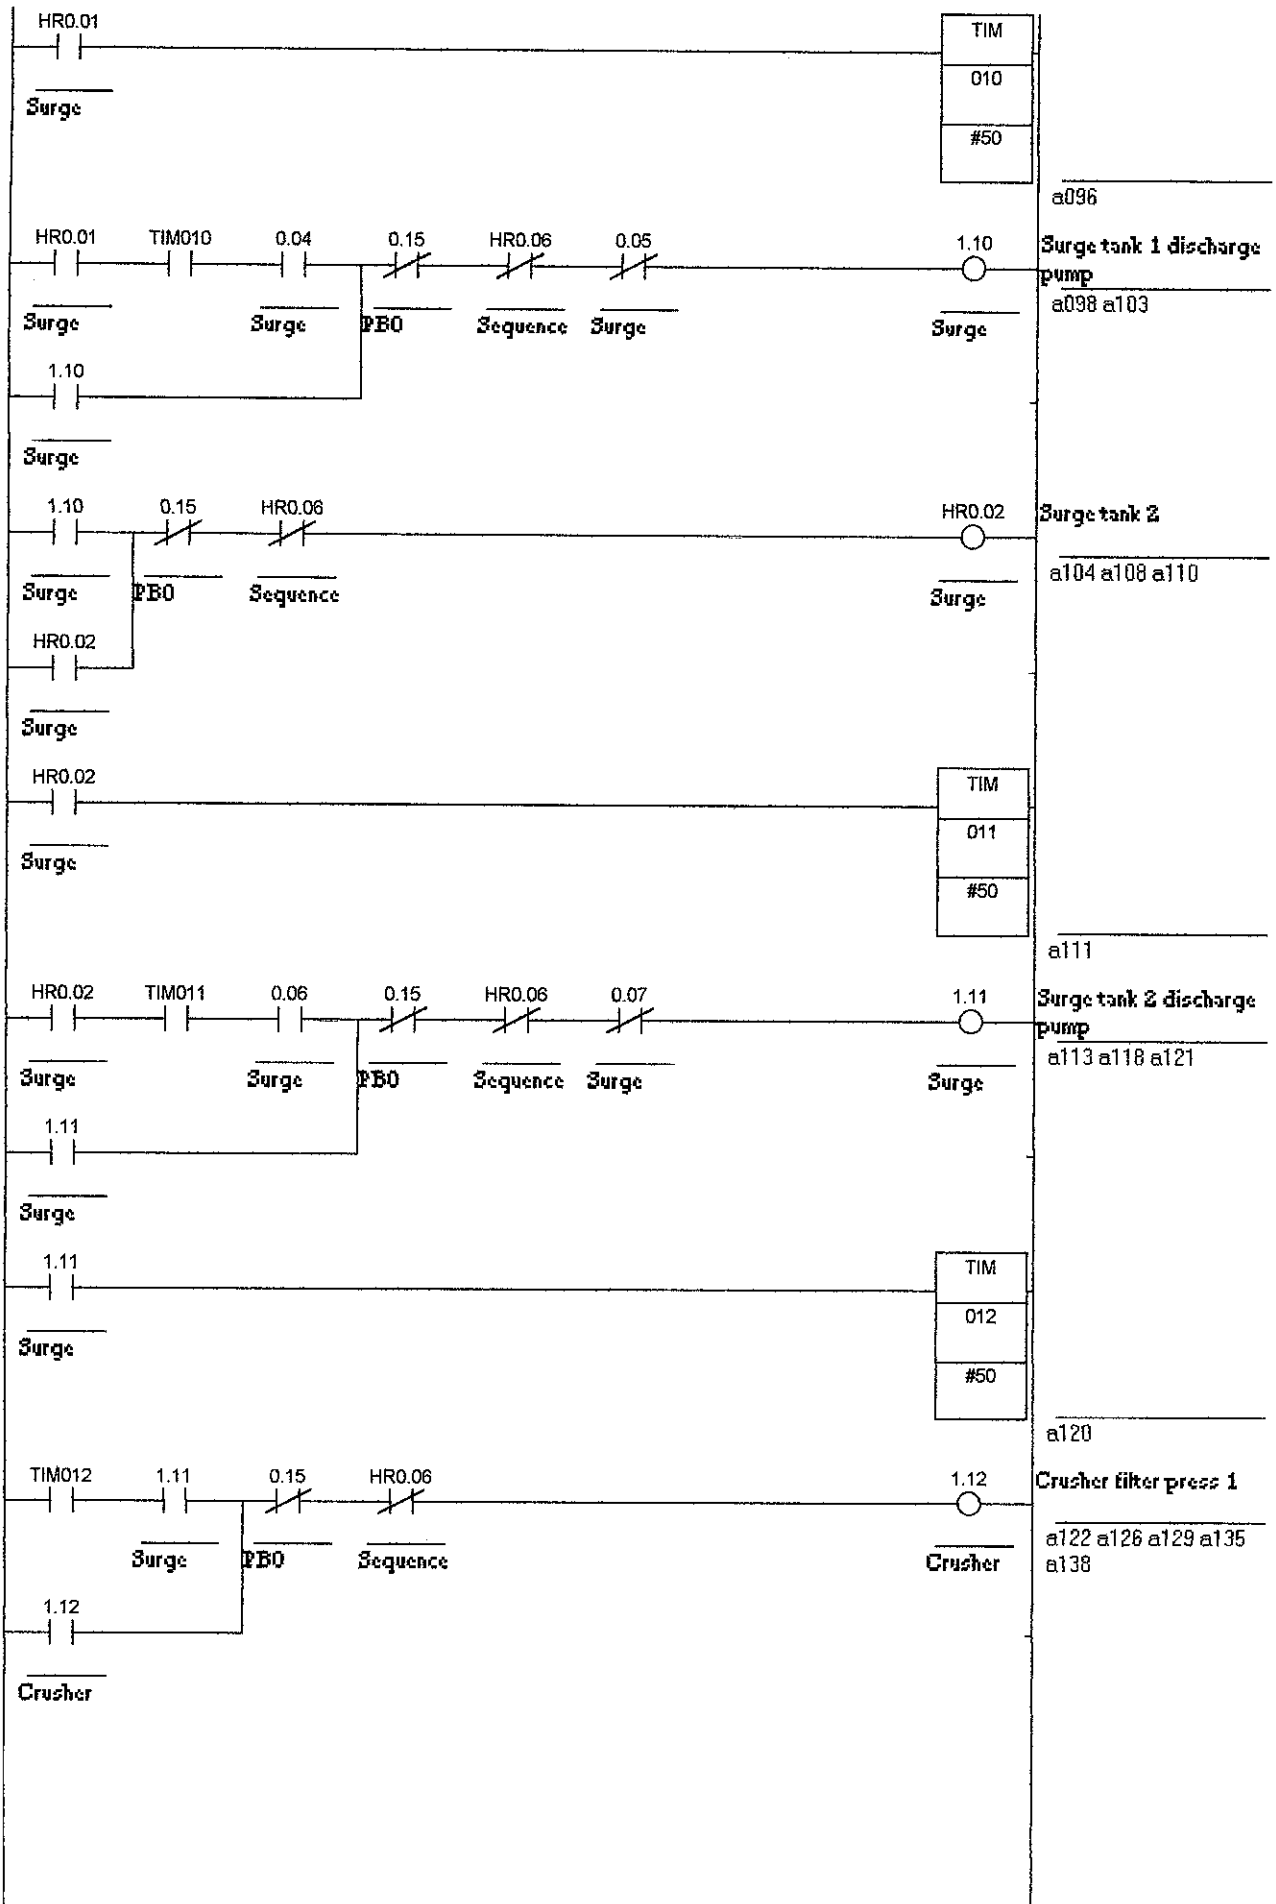 HR0.01
TIM
Surge
010
#50
a096
HR0.01 TIM010 0.04 0.15 HR0.06 0.05 1.10 Surge tank 1 discharge
pump
Surge Surge PB0 Sequence Surge Surge a098 a103
1.10
Surge
1.10 0.15 HR0.06 HR0.02 Surge tank 2
Surge PB0 Sequence Surge a104 a108 a110
HR0.02
Surge
HR0.02
TIM
Surge
011
#50
a111
HR0.02 TIM011 0.06 0.15 HR0.06 0.07 1.11 Surge tank 2 discharge
pump
Surge Surge PB0 Sequence Surge Surge a113 a118 a121
1.11
Surge
1.11
TIM
Surge
012
#50
a120
TIM012 1.11 0.15 HR0.06 1.12 Crusher filter press 1
Surge PB0 Sequence Crusher a122 a126 a129 a135
a138
1.12
Crusher